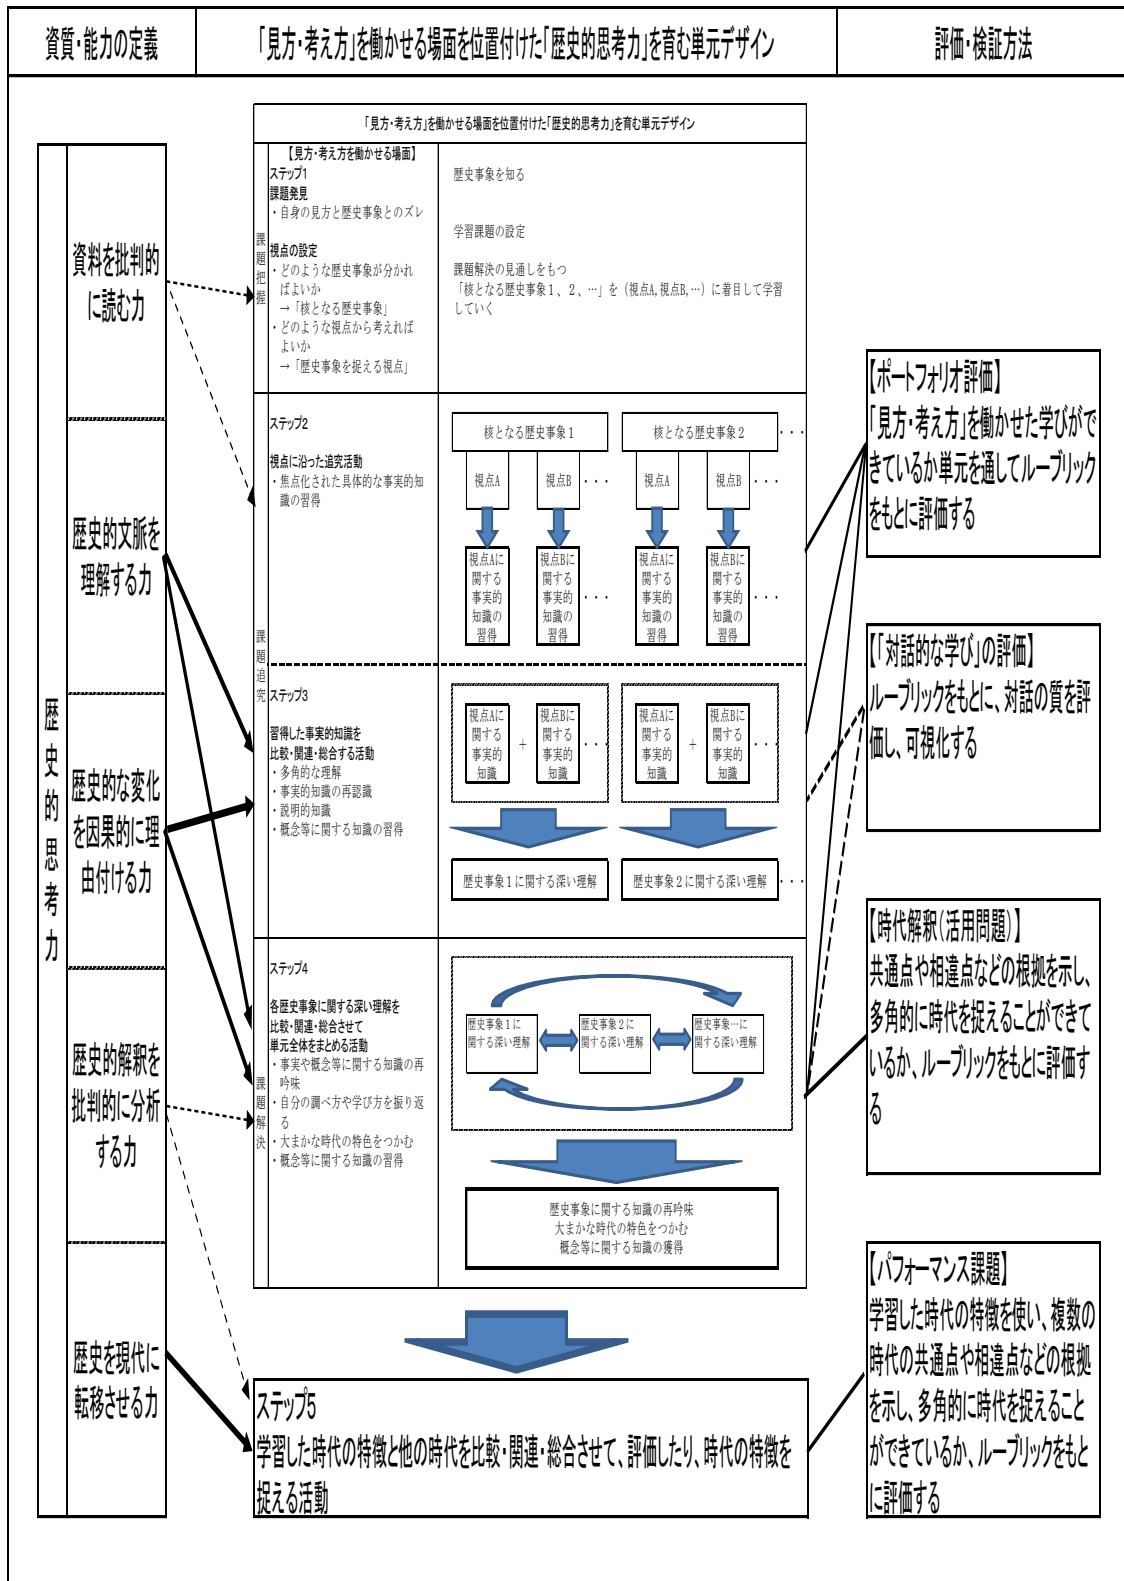 資質・能力の定義
「見方・考え方」を働かせる場面を位置付けた「歴史的思考力」を育む単元デザイン
評価・検証方法
歴史的思考力
資料を批判的
に読む力
歴史的文脈を
理解する力
歴史的な変化
を因果的に理
由付ける力
歴史的解釈を
批判的に分析
する力
歴史を現代に
転移させる力
「見方・考え方」を働かせる場面を位置付けた「歴史的思考力」を育む単元デザイン
課題把握
【見方・考え方を働かせる場面】
ステップ1
課題発見
・自身の見方と歴史事象とのズレ
視点の設定
・どのような歴史事象が分かれ
ばよいか
→「核となる歴史事象」
・どのような視点から考えれば
よいか
→「歴史事象を捉える視点」
歴史事象を知る
学習課題の設定
課題解決の見通しをもつ
「核となる歴史事象1、2、…」を（視点A,視点B,…）に着目して学習
していく
課題追究
ステップ2
視点に沿った追究活動
・焦点化された具体的な事実的知
識の習得
核となる歴史事象1
核となる歴史事象2
・・・
視点A
視点B
・・・
視点A
視点B
・・・
視点Aに
関する
事実的
知識の
習得
視点Bに
関する
事実的
知識の
習得
・・・
視点Aに
関する
事実的
知識の
習得
視点Bに
関する
事実的
知識の
習得
・・・
ステップ3
習得した事実的知識を
比較・関連・総合する活動
・多角的な理解
・事実的知識の再認識
・説明的知識
・概念等に関する知識の習得
視点Aに
関する
事実的
知識
+
視点Bに
関する
事実的
知識
・・・
視点Aに
関する
事実的
知識
+
視点Bに
関する
事実的
知識
・・・
歴史事象1に関する深い理解
歴史事象2に関する深い理解
・・・
課題解決
ステップ4
各歴史事象に関する深い理解を
比較・関連・総合させて
単元全体をまとめる活動
・事実や概念等に関する知識の再
吟味
・自分の調べ方や学び方を振り返
る
・大まかな時代の特色をつかむ
・概念等に関する知識の習得
歴史事象1に
関する深い理解
歴史事象2に
関する深い理解
歴史事象…に
関する深い理解
歴史事象に関する知識の再吟味
大まかな時代の特色をつかむ
概念等に関する知識の獲得
ステップ5
学習した時代の特徴と他の時代を比較・関連・総合させて、評価したり、時代の特徴を
捉える活動
【ポートフォリオ評価】
「見方・考え方」を働かせた学びがで
きているか単元を通してルーブリック
をもとに評価する
【「対話的な学び」の評価】
ルーブリックをもとに、対話の質を評
価し、可視化する
【時代解釈（活用問題）】
共通点や相違点などの根拠を示し、
多角的に時代を捉えることができて
いるか、ルーブリックをもとに評価す
る
【パフォーマンス課題】
学習した時代の特徴を使い、複数の
時代の共通点や相違点などの根拠
を示し、多角的に時代を捉えること
ができているか、ルーブリックをもと
に評価する